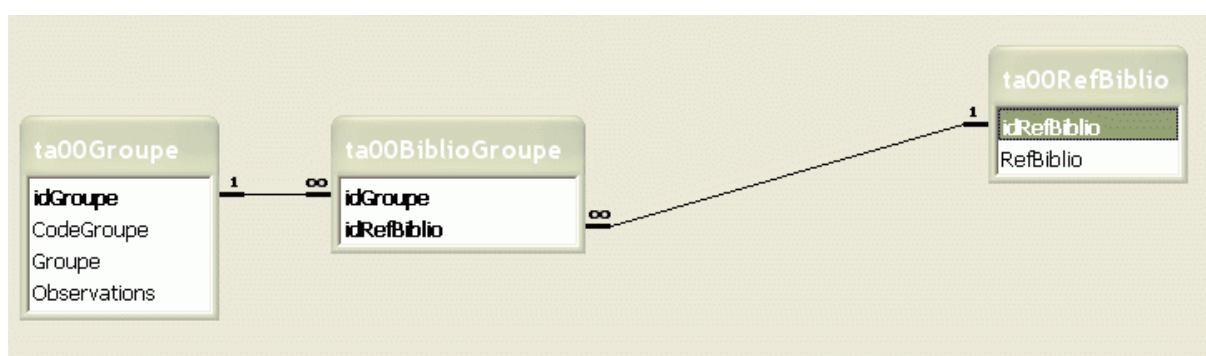 ta00Groupe
idGroupe
CodeGroupe
Groupe
Observations
1
∞
ta00BiblioGroupe
idGroupe
idRefBiblio
∞
1
ta00RefBiblio
idRefBiblio
RefBiblio